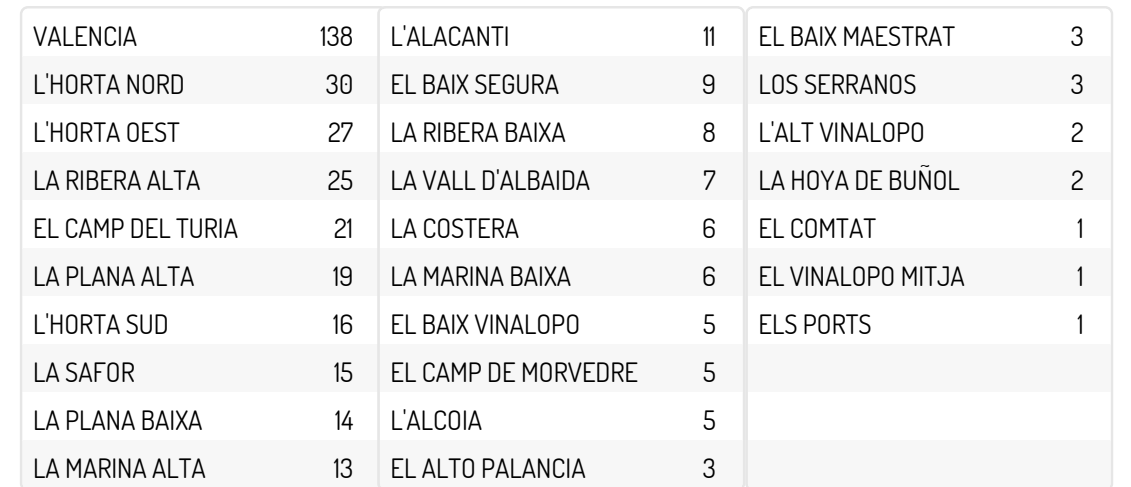 VALENCIA 138
L'HORTA NORD 30
L'HORTA OEST 27
LA RIBERA ALTA 25
EL CAMP DEL TURIA 21
LA PLANA ALTA 19
L'HORTA SUD 16
LA SAFOR 15
LA PLANA BAIXA 14
LA MARINA ALTA 13
L'ALACANTI 11
EL BAIX SEGURA 9
LA RIBERA BAIXA 8
LA VALL D'ALBAIDA 7
LA COSTERA 6
LA MARINA BAIXA 6
EL BAIX VINALOPO 5
EL CAMP DE MORVEDRE 5
L'ALCOIA 5
EL ALTO PALANCIA 3
EL BAIX MAESTRAT 3
LOS SERRANOS 3
L'ALT VINALOPO 2
LA HOYA DE BUÑOL 2
EL COMTAT 1
EL VINALOPO MITJA 1
ELS PORTS 1